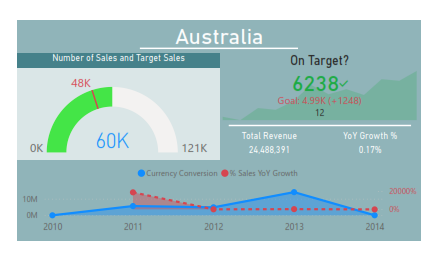 Australia
Number of Sales and Target Sales
48K
60K
0K
121K
On Target?
6238✓
Goal: 4.99K (+1248)
12
Total Revenue
YoY Growth %
24,488,391
0.17%
Currency Conversion
% Sales YoY Growth
10M
0M
20000%
0%
2010 2011 2012 2013 2014